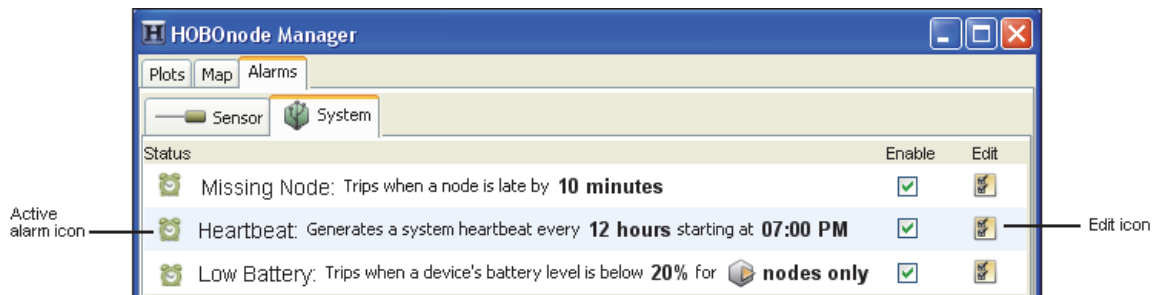 HOBOnode Manager
Plots Map Alarms
Sensor System
Status Enable Edit
Missing Node: Trips when a node is late by 10 minutes
Active
alarm icon
Heartbeat: Generates a system heartbeat every 12 hours starting at 07:00 PM
Edit icon
Low Battery: Trips when a device's battery level is below 20% for nodes only